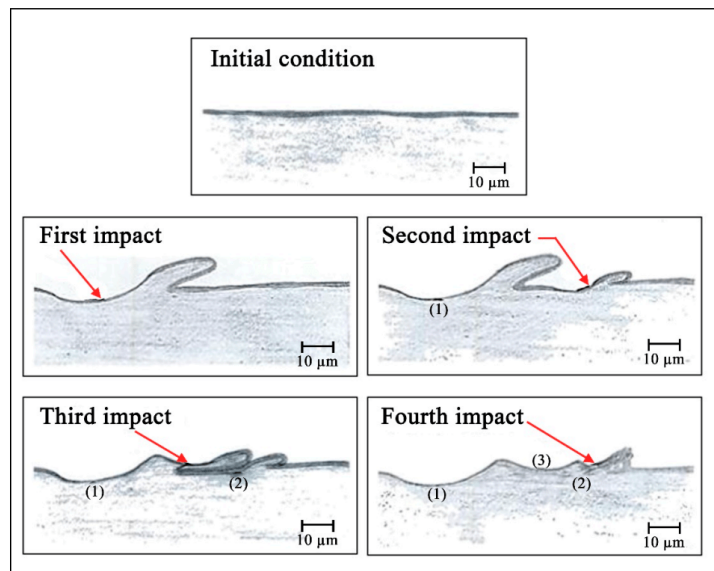 Initial condition
10 µm
First impact
10 µm
Second impact
(1)
10 µm
Third impact
(1)
(2)
10 µm
Fourth impact
(3)
(1)
(2)
10 µm